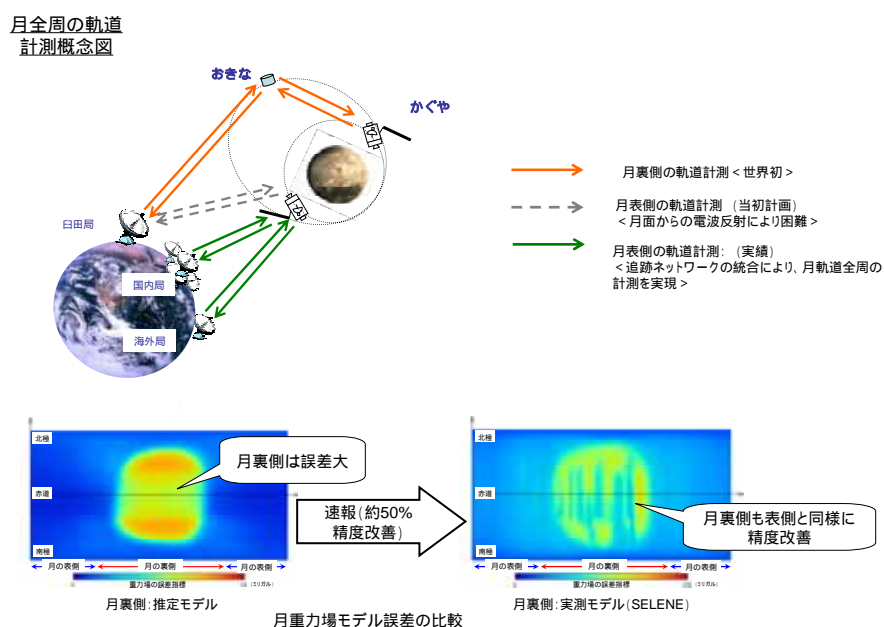 月全周の軌道
計測概念図
おきな
かぐや
臼田局
国内局
海外局
月裏側の軌道計測<世界初>
月表側の軌道計測 (当初計画)
<月面からの電波反射により困難>
月表側の軌道計測: (実績)
<追跡ネットワークの統合により、月軌道全周の
計測を実現>
北極
赤道
南極
月裏側は誤差大
月の表側
月の裏側
月の表側
重力場の誤差指標
(ミリガル)
月裏側:推定モデル
速報(約50%
精度改善)
北極
赤道
南極
月裏側も表側と同様に
精度改善
月の表側
月の裏側
月の表側
重力場の誤差指標
(ミリガル)
月裏側:実測モデル(SELENE)
月重力場モデル誤差の比較